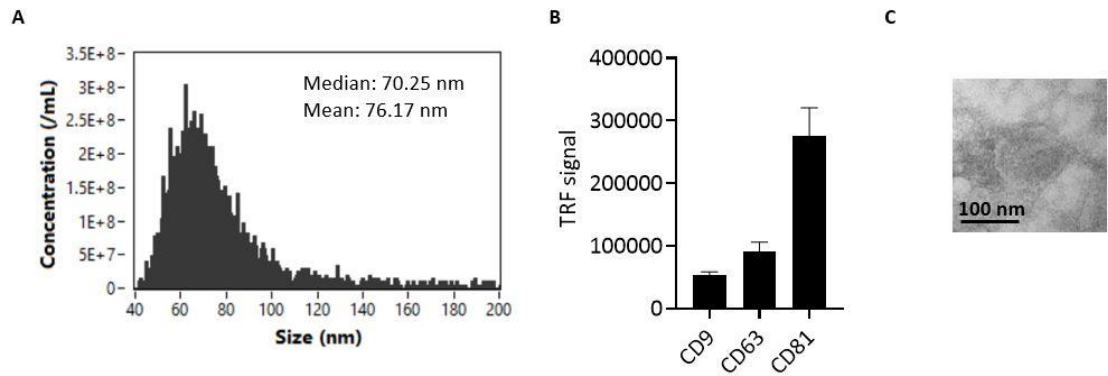 A
Concentration (/mL)
3.5E+8
3E+8
2.5E+8
2E+8
1.5E+8
1E+8
5E+7
0
Median: 70.25 nm
Mean: 76.17 nm
40 60 80 100 120 140 160 180 200
Size (nm)
B
TRF signal
400000
300000
200000
100000
0
CD9 CD63 CD81
C
100 nm